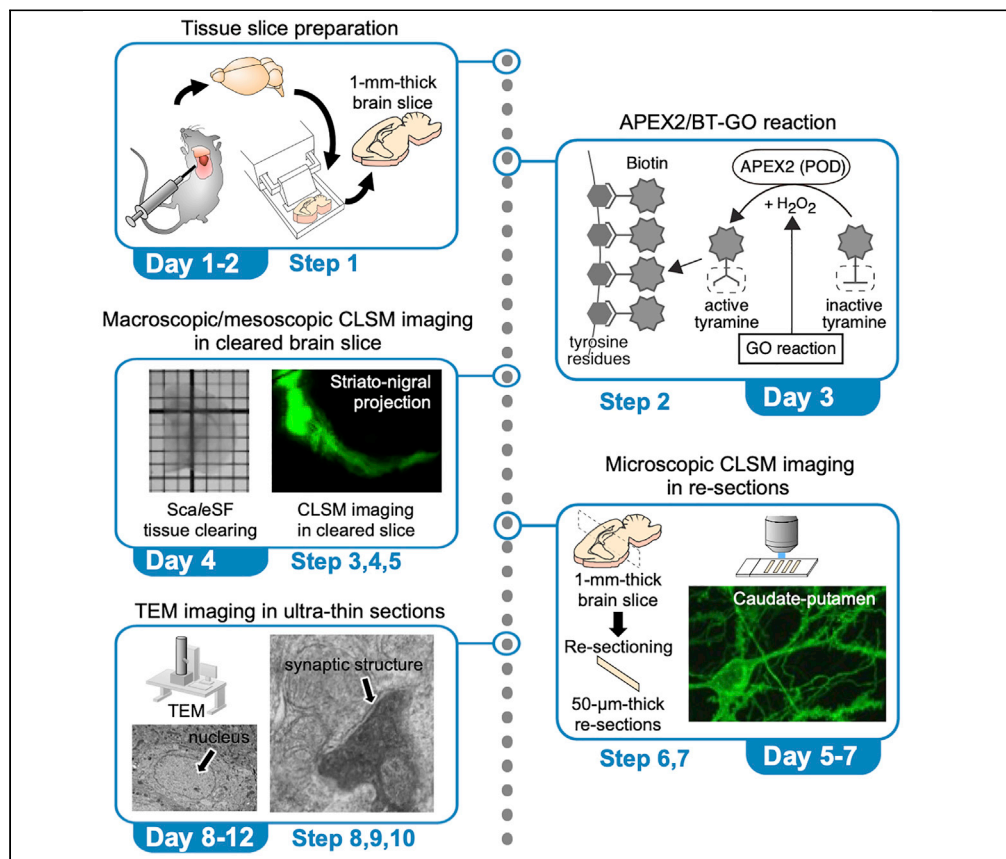 Tissue slice preparation
1-mm-thick
brain slice
Day 1-2
Step 1
APEX2/BT-GO reaction
Biotin
APEX2 (POD)
+ H₂O₂
active
tyramine
inactive
tyramine
tyrosine
residues
GO reaction
Step 2
Day 3
Macroscopic/mesoscopic CLSM imaging
in cleared brain slice
Striato-nigral
projection
ScaleSF
tissue clearing
CLSM imaging
in cleared slice
Day 4
Step 3,4,5
Microscopic CLSM imaging
in re-sections
1-mm-thick
brain slice
Re-sectioning
50-μm-thick
re-sections
Caudate-putamen
Step 6,7
Day 5-7
TEM imaging in ultra-thin sections
TEM
nucleus
synaptic structure
Day 8-12
Step 8,9,10